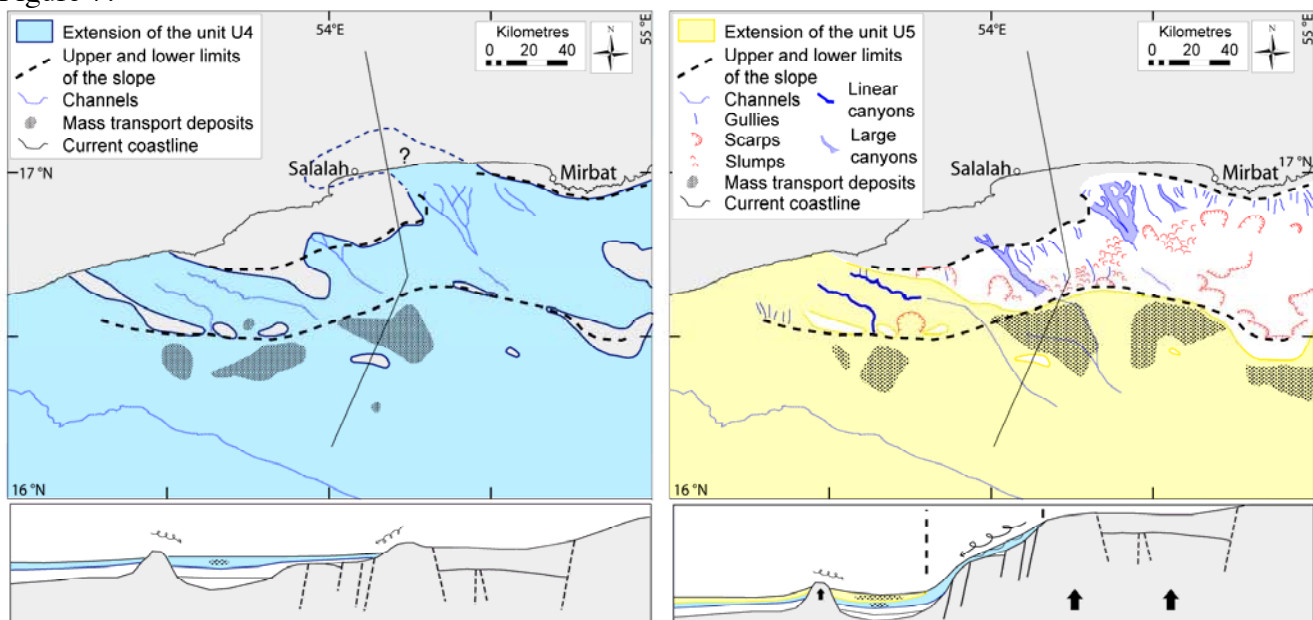 Figure 7.
Extension of the unit U4
Upper and lower limits
of the slope
Channels
Mass transport deposits
Current coastline
54°E
Kilometres
0 20 40
N
55 °E
Salalah
?
Mirbat
17 °N
16 °N
Extension of the unit U5
Upper and lower limits
of the slope
Channels
Linear
canyons
Gullies
Scarps
Large
canyons
Slumps
Mass transport deposits
Current coastline
54°E
Kilometres
0 20 40
N
55 °E
Salalah
Mirbat
17 °N
16 °N